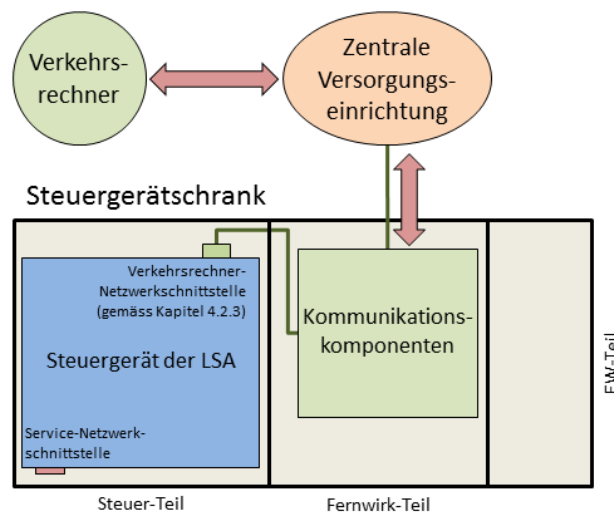 Verkehrs-
rechner
Zentrale
Versorgungs-
einrichtung
Steuergerätschrank
Verkehrsrechner-
Netzwerkschnittstelle
(gemäss Kapitel 4.2.3)
Steuergerät der LSA
Service-Netzwerk-
schnittstelle
Kommunikations-
komponenten
EW-Teil
Steuer-Teil
Fernwirk-Teil